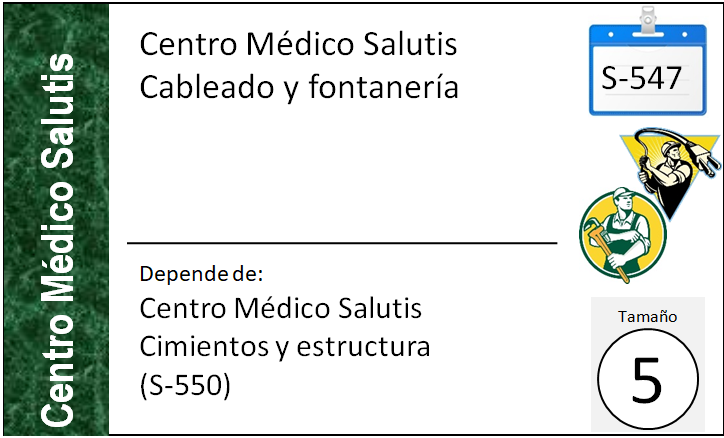 Centro Médico Salutis
Centro Médico Salutis
Cableado y fontanería
S-547
Depende de:
Centro Médico Salutis
Cimientos y estructura
(S-550)
Tamaño
5